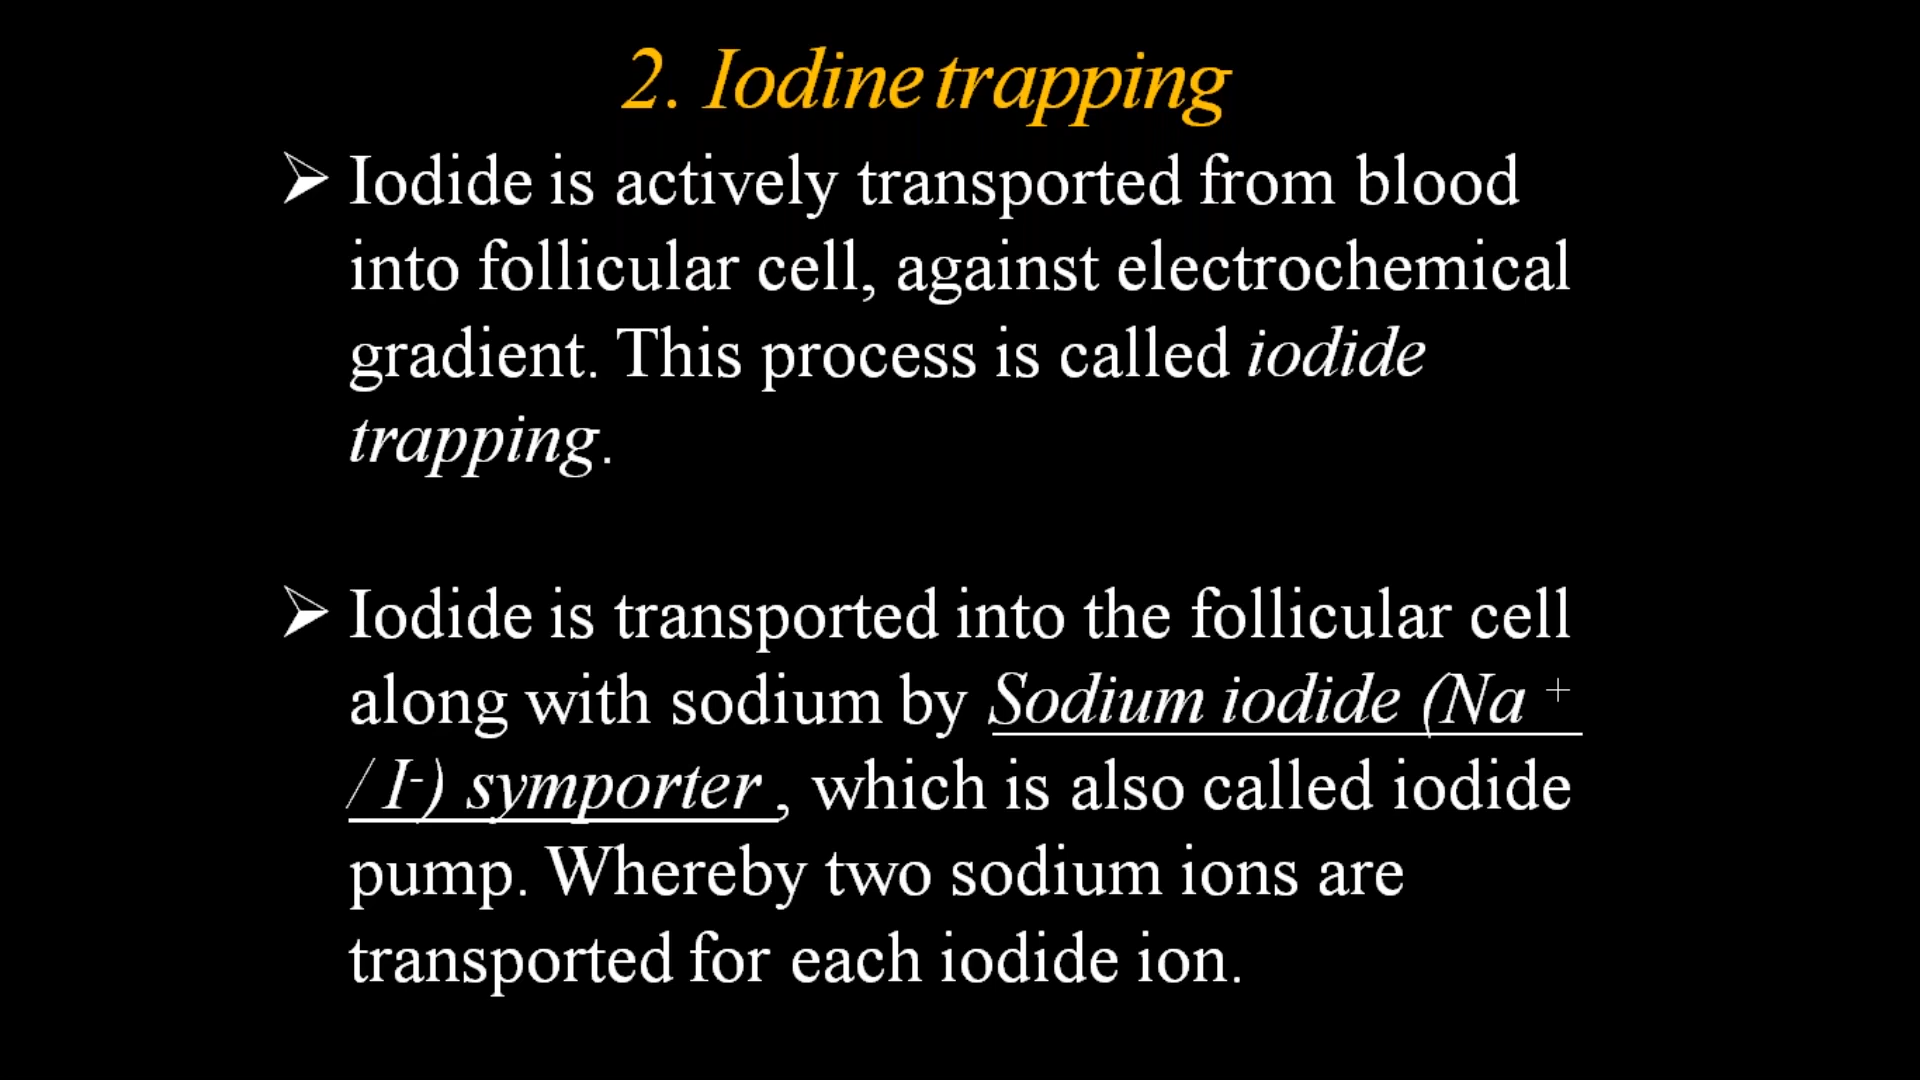 2. Iodine trapping
➢ Iodide is actively transported from blood
into follicular cell, against electrochemical
gradient. This process is called iodide
trapping.
➢ Iodide is transported into the follicular cell
along with sodium by Sodium iodide (Na +
/ I-) symporter , which is also called iodide
pump. Whereby two sodium ions are
transported for each iodide ion.